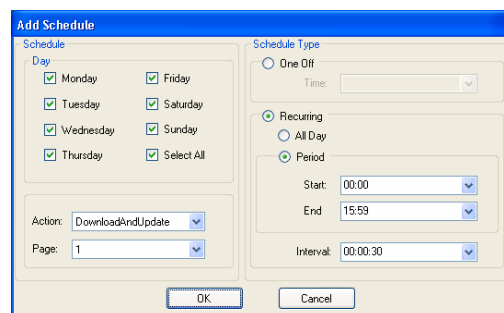 Add Schedule
Schedule
Day
Monday
Friday
Tuesday
Saturday
Wednesday
Sunday
Thursday
Select All
Action: DownloadAndUpdate
Page: 1
Schedule Type
One Off
Time:
Recurring
All Day
Period
Start: 00:00
End 15:59
Interval: 00:00:30
OK
Cancel